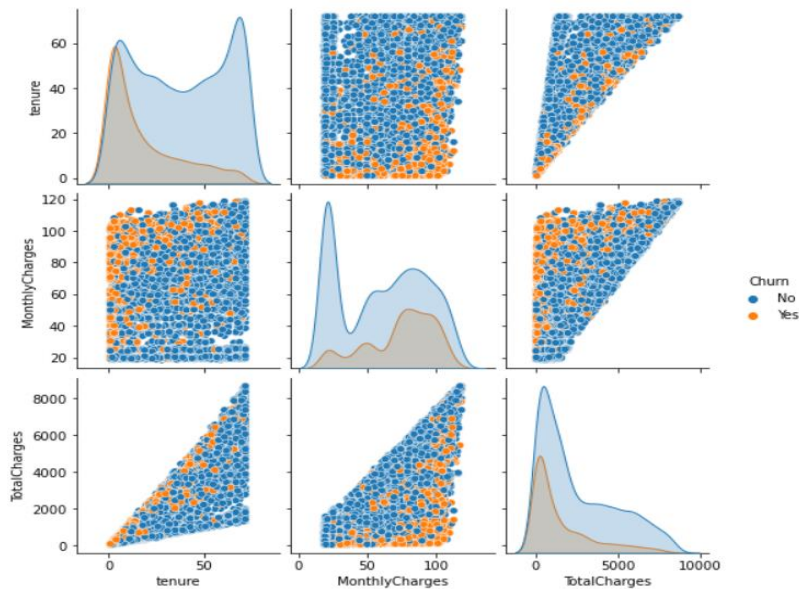 tenure
60
40
20
0
MonthlyCharges
120
100
80
60
40
20
TotalCharges
8000
6000
4000
2000
0
0 50
tenure
0 50 100
MonthlyCharges
0 5000 10000
TotalCharges
Churn
No
Yes